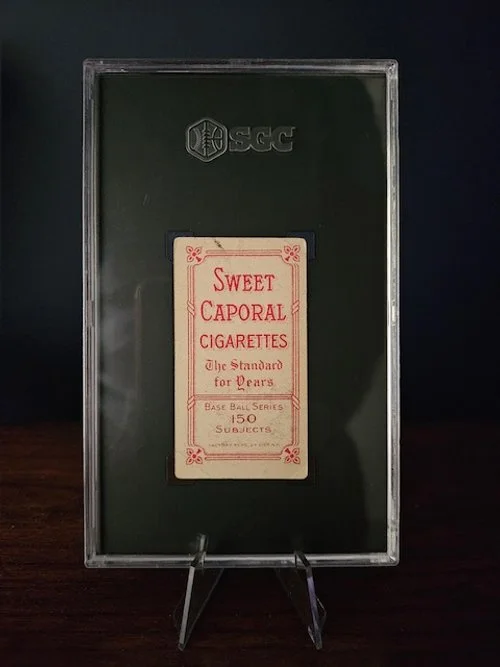 SGC
SWEET
CAPORAL
CIGARETTES
The Standard
for Years
BASE BALL SERIES
150
SUBJECTS